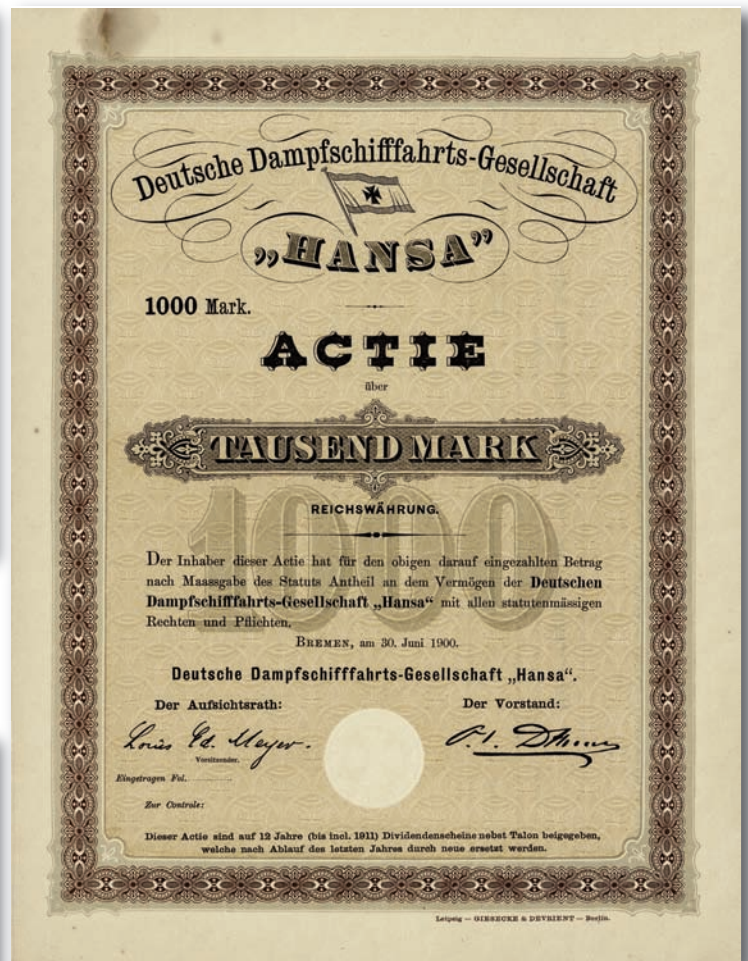 Deutsche Dampfschifffahrts-Gesellschaft
„HANSA”
1000 Mark.
ACTIE
über
TAUSEND MARK
1000
REICHSWÄHRUNG.
Der Inhaber dieser Actie hat für den obigen darauf eingezahlten Betrag
nach Maassgabe des Statuts Antheil an dem Vermögen der Deutschen
Dampfschifffahrts-Gesellschaft „Hansa“ mit allen statutenmässigen
Rechten und Pflichten.
BREMEN, am 30. Juni 1900.
Deutsche Dampfschifffahrts-Gesellschaft „Hansa“.
Der Aufsichtsrath: Der Vorstand:
Louis Ed. Meyer.
Vorsitzender.
Eingetragen Fol.
Zur Controle:
Dieser Actie sind auf 12 Jahre (bis incl. 1911) Dividendenscheine nebst Talon beigegeben,
welche nach Ablauf des letzten Jahres durch neue ersetzt werden.
Leipzig — GIESECKE & DEVRIENT — Berlin.